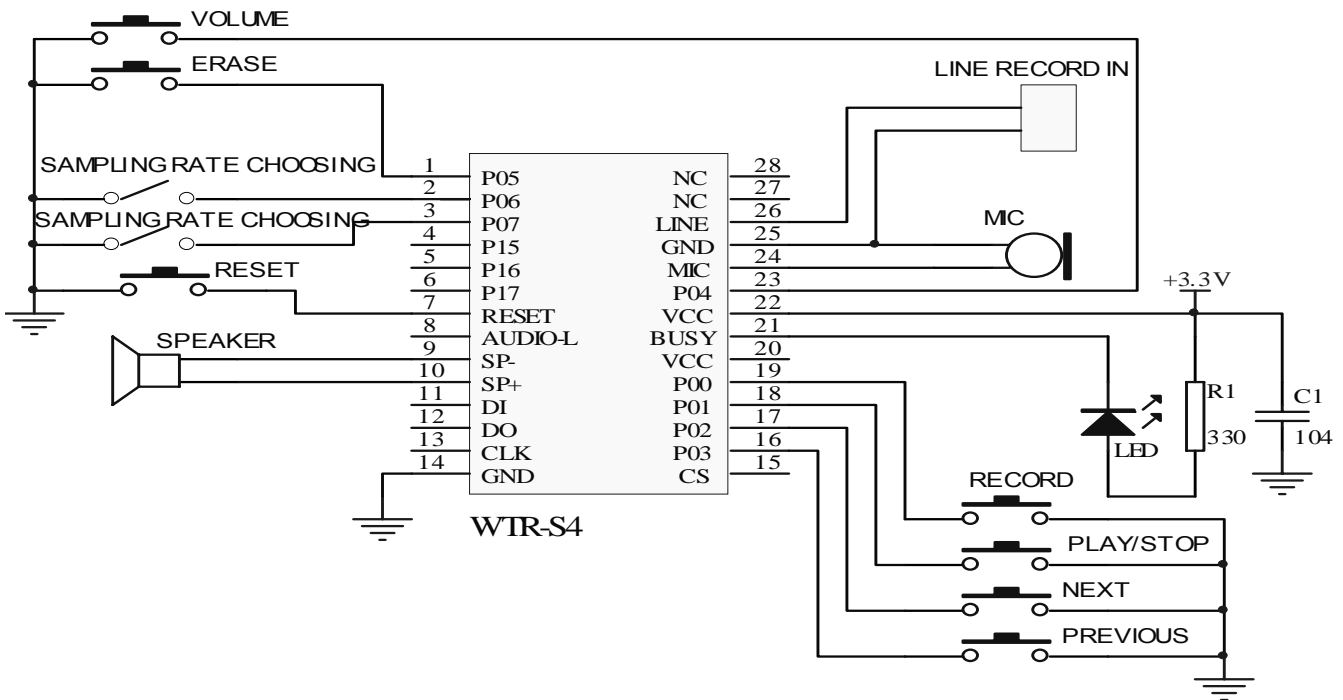 VOLUME
ERASE
LINE RECORD IN
SAMPLING RATE CHOOSING
SAMPLING RATE CHOOSING
RESET
SPEAKER
MIC
+3.3V
1 P05 NC 28
2 P06 NC 27
3 P07 LINE 26
4 P15 GND 25
5 P16 MIC 24
6 P17 P04 23
7 RESET VCC 22
8 AUDIO-L BUSY 21
9 SP- VCC 20
10 SP+ P00 19
11 DI P01 18
12 DO P02 17
13 CLK P03 16
14 GND CS 15
WTR-S4
LED
R1
330
C1
104
RECORD
PLAY/STOP
NEXT
PREVIOUS